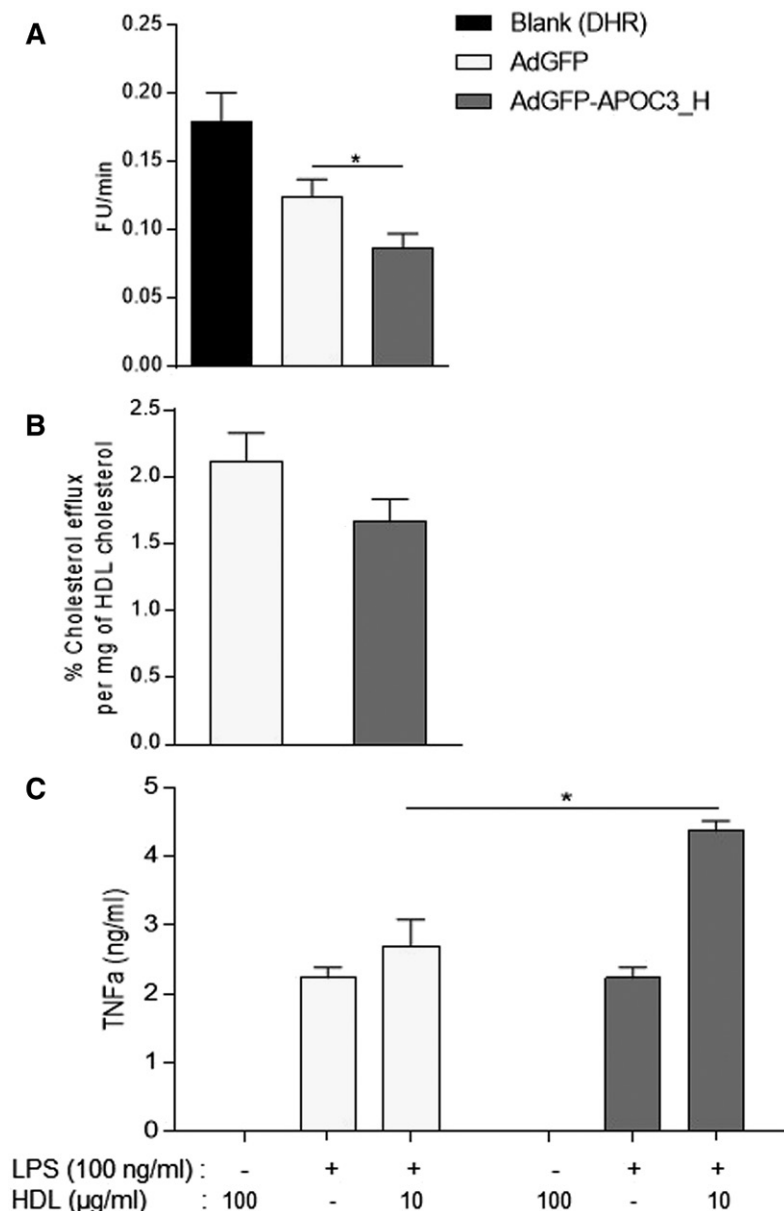 A
Blank (DHR)
AdGFP
AdGFP-APOC3_H
FU/min
0.25
0.20
0.15
0.10
0.05
0.00
*
B
% Cholesterol efflux
per mg of HDL cholesterol
2.5
2.0
1.5
1.0
0.5
0.0
C
TNFa (ng/ml)
5
4
3
2
1
0
*
LPS (100 ng/ml) : - + + - + +
HDL (µg/ml) : 100 - 10 100 - 10